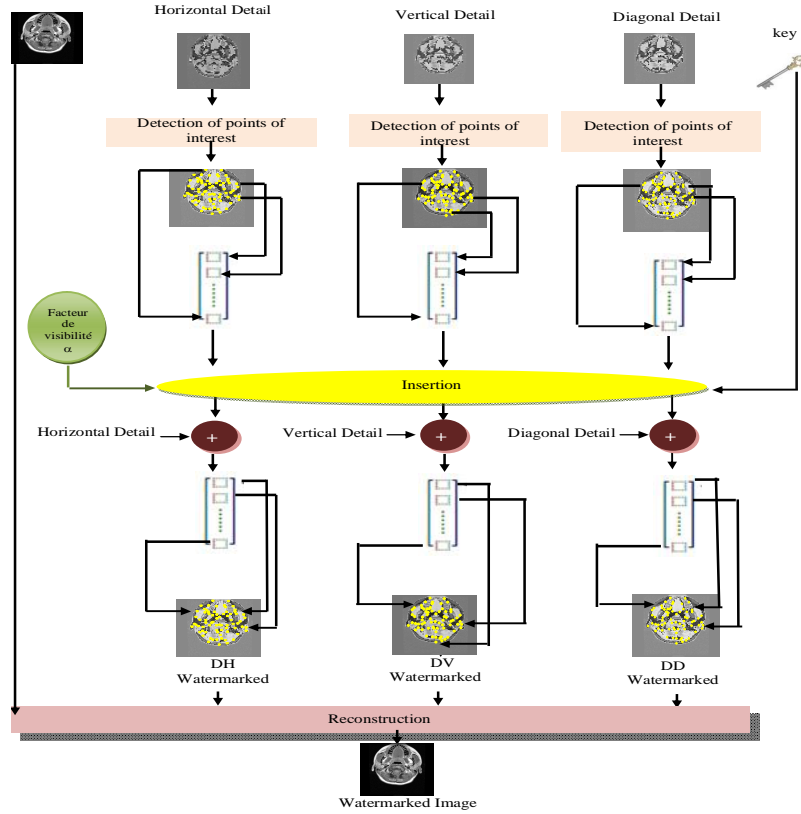 Horizontal Detail
Vertical Detail
Diagonal Detail
key
Detection of points of
interest
Detection of points of
interest
Detection of points of
interest
Facteur
de
visibilité
α
Insertion
Horizontal Detail
+
Vertical Detail
+
Diagonal Detail
+
DH
Watermarked
DV
Watermarked
DD
Watermarked
Reconstruction
Watermarked Image